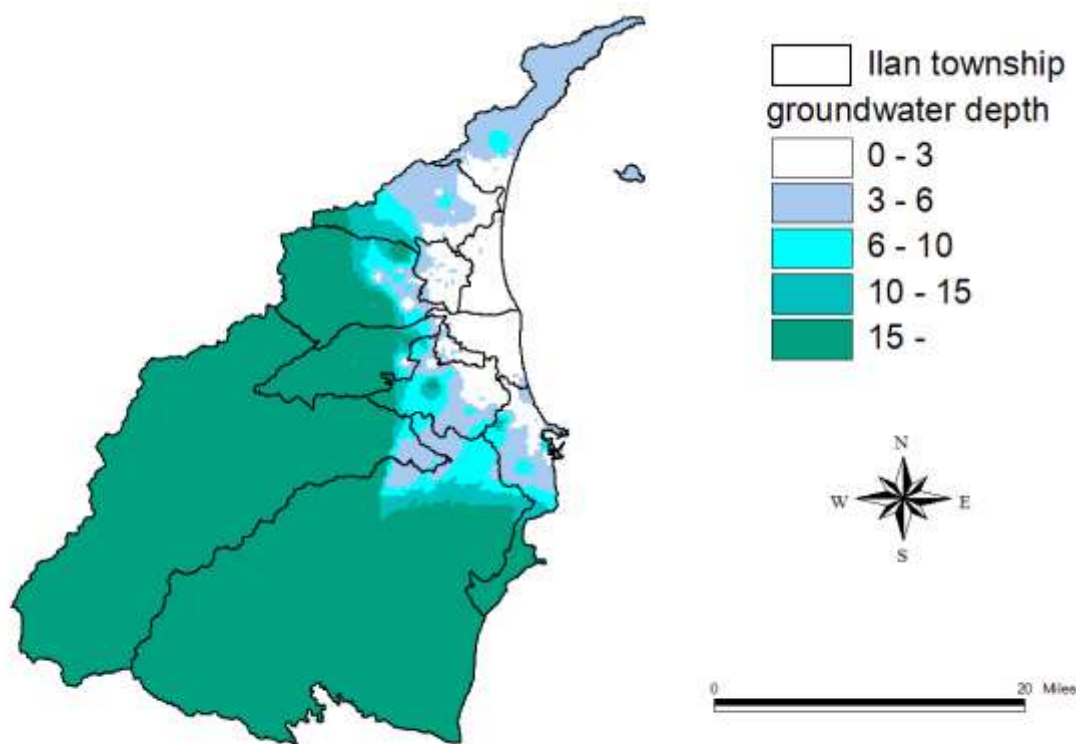 Ilan township
groundwater depth
0 - 3
3 - 6
6 - 10
10 - 15
15 -
N
W E
S
0 20 Miles